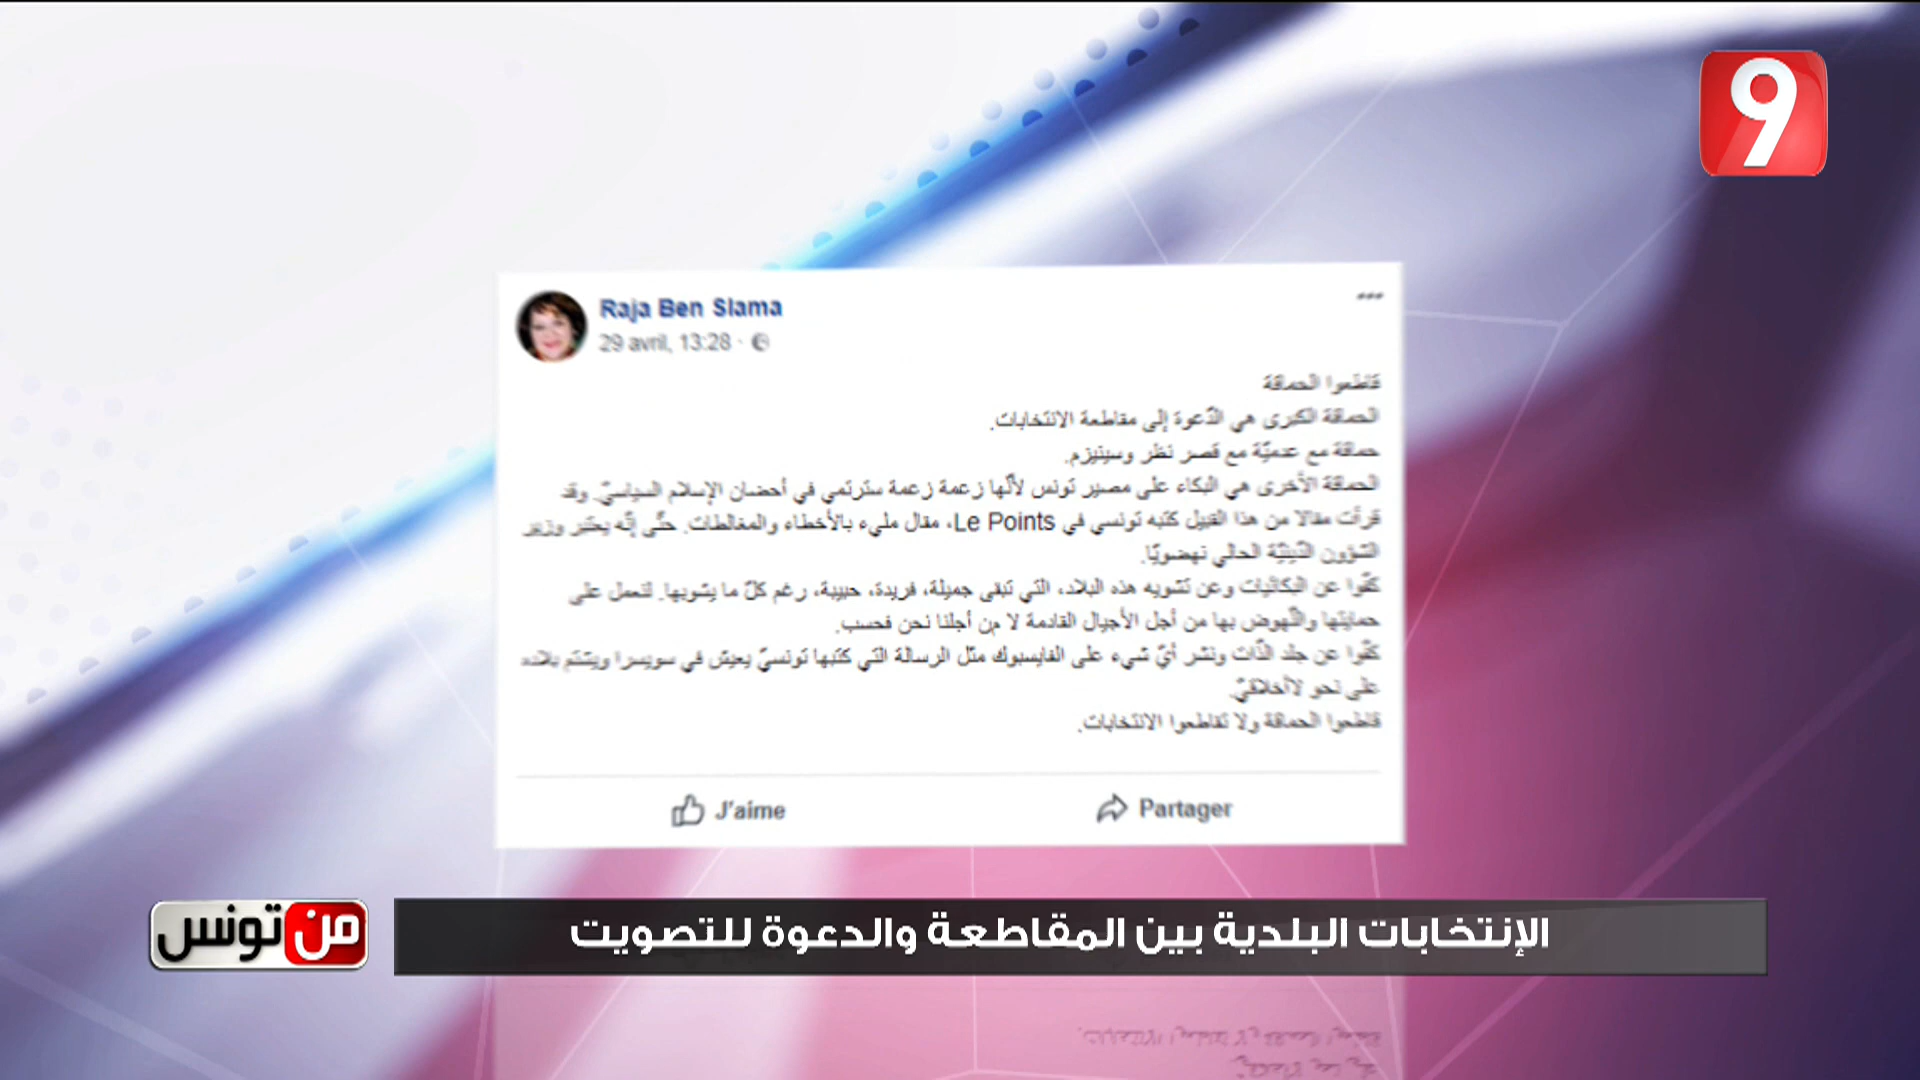 9
Raja Ben Slama
29 avril, 13:28 ·
قاطعوا الحماقة
الحماقة الكبرى هي الدّعوة إلى مقاطعة الانتخابات.
حماقة مع عدميّة مع قصر نظر وسينيزم.
الحماقة الأخرى هي البكاء على مصير تونس لأنّها زعمة زعمة سترتمي في أحضان الإسلام السياسيّ. وقد
قرأت مقالا من هذا القبيل كتبه تونسي في Le Points، مقال مليء بالأخطاء والمغالطات. حتّى إنّه يعتبر وزير
الشؤون الدّينيّة الحالي نهضويّا.
كفّوا عن البكائيات وعن تشويه هذه البلاد، التي تبقى جميلة، فريدة، حبيبة، رغم كلّ ما يشوبها. لنعمل على
حمايتها والنّهوض بها من أجل الأجيال القادمة لا من أجلنا نحن فحسب.
كفّوا عن جلد الذّات ونشر أيّ شيء على الفايسبوك مثل الرسالة التي كتبها تونسيّ يعيش في سويسرا ويشتم بلاده
على نحو لاأخلاقيّ.
قاطعوا الحماقة ولا تقاطعوا الانتخابات.
J'aime
Partager
من تونس
الإنتخابات البلدية بين المقاطعة والدعوة للتصويت